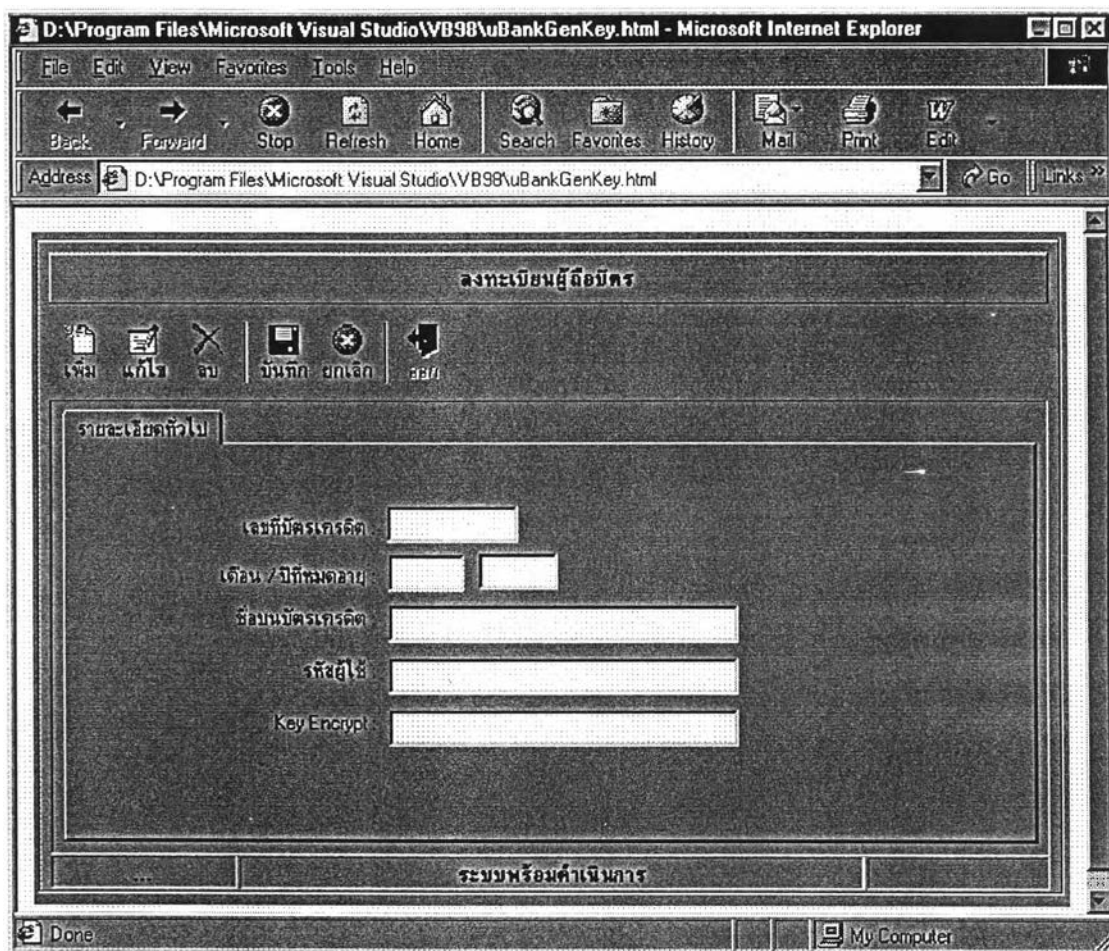 D:\Program Files\Microsoft Visual Studio\VB98\uBankGenKey.html - Microsoft Internet Explorer
File Edit View Favorites Tools Help
Back Forward Stop Refresh Home Search Favorites History Mail Print Edit
Address D:\Program Files\Microsoft Visual Studio\VB98\uBankGenKey.html Go Links »
ลงทะเบียนผู้ถือบัตร
เพิ่ม แก้ไข ลบ บันทึก ยกเลิก ออก
รายละเอียดทั่วไป
เลขที่บัตรเครดิต :
เดือน / ปีที่หมดอายุ :
ชื่อบนบัตรเครดิต :
รหัสผู้ใช้ :
Key Encrypt :
... ระบบพร้อมดำเนินการ
Done My Computer